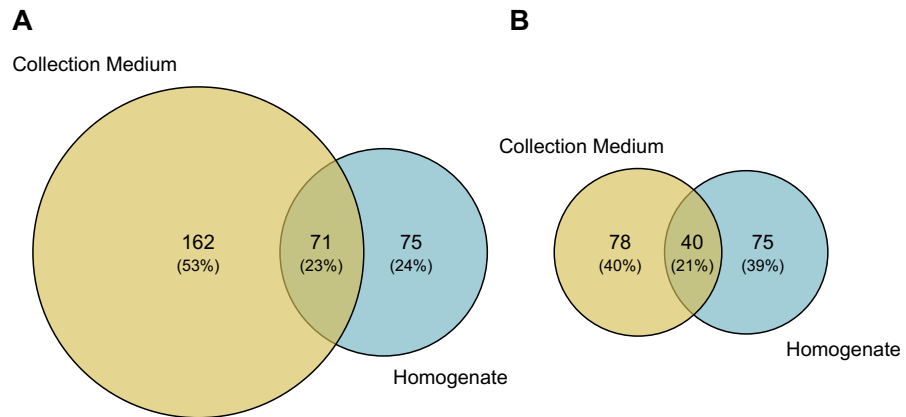 A
Collection Medium
162
(53%)
71
(23%)
75
(24%)
Homogenate
B
Collection Medium
78
(40%)
40
(21%)
75
(39%)
Homogenate